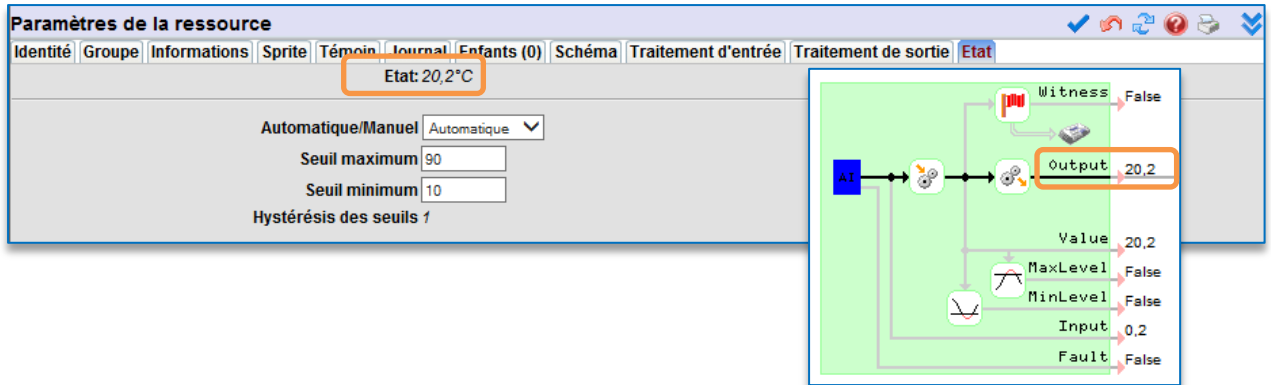 Paramètres de la ressource
Identité Groupe Informations Sprite Témoin Journal Enfants (0) Schéma Traitement d'entrée Traitement de sortie Etat
Etat: 20,2°C
Automatique/Manuel Automatique
Seuil maximum 90
Seuil minimum 10
Hystérésis des seuils 1
Witness False
AI Output 20,2
Value 20,2
MaxLevel False
MinLevel False
Input 0,2
Fault False